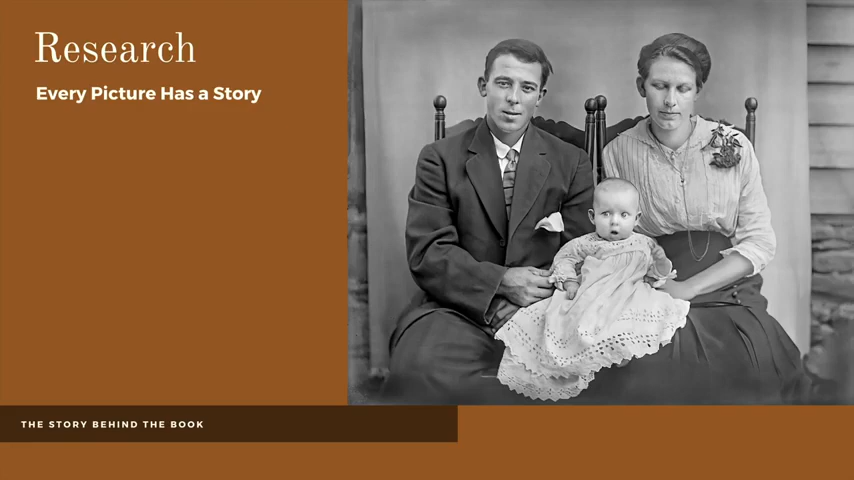 Research
Every Picture Has a Story
THE STORY BEHIND THE BOOK